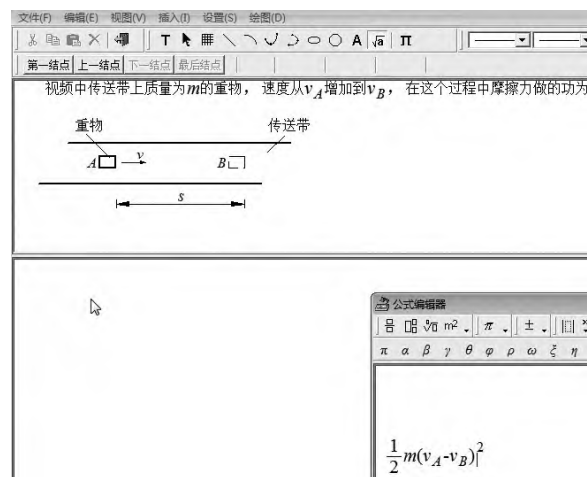 文件(F) 编辑(E) 视图(V) 插入(I) 设置(S) 绘图(D)
T A √a π
第一结点 上一结点 下一结点 最后结点
视频中传送带上质量为m的重物，速度从v_A增加到v_B，在这个过程中摩擦力做的功为
重物 传送带
A v B
s
公式编辑器
m² π ±
π α β γ θ φ ρ ω ξ η
1/2 m(v_A-v_B)|²